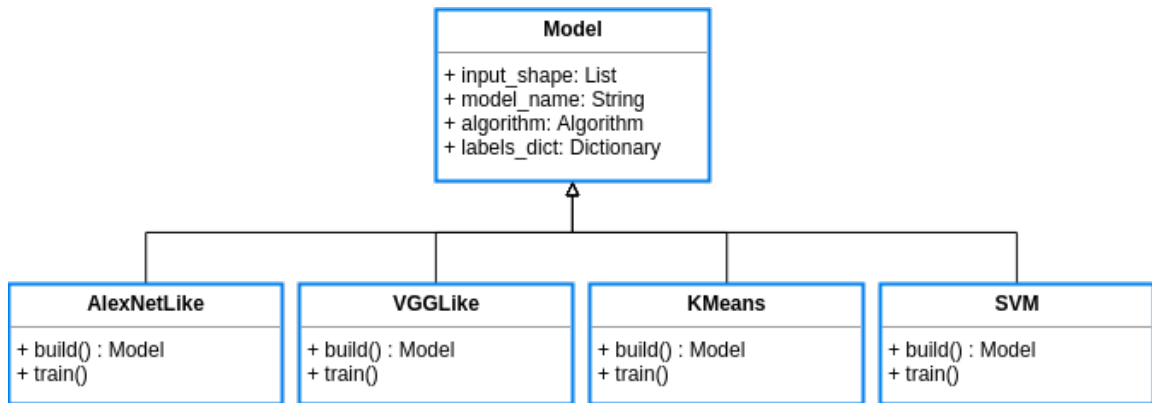 Model
+ input_shape: List
+ model_name: String
+ algorithm: Algorithm
+ labels_dict: Dictionary
AlexNetLike
+ build() : Model
+ train()
VGGLike
+ build() : Model
+ train()
KMeans
+ build() : Model
+ train()
SVM
+ build() : Model
+ train()